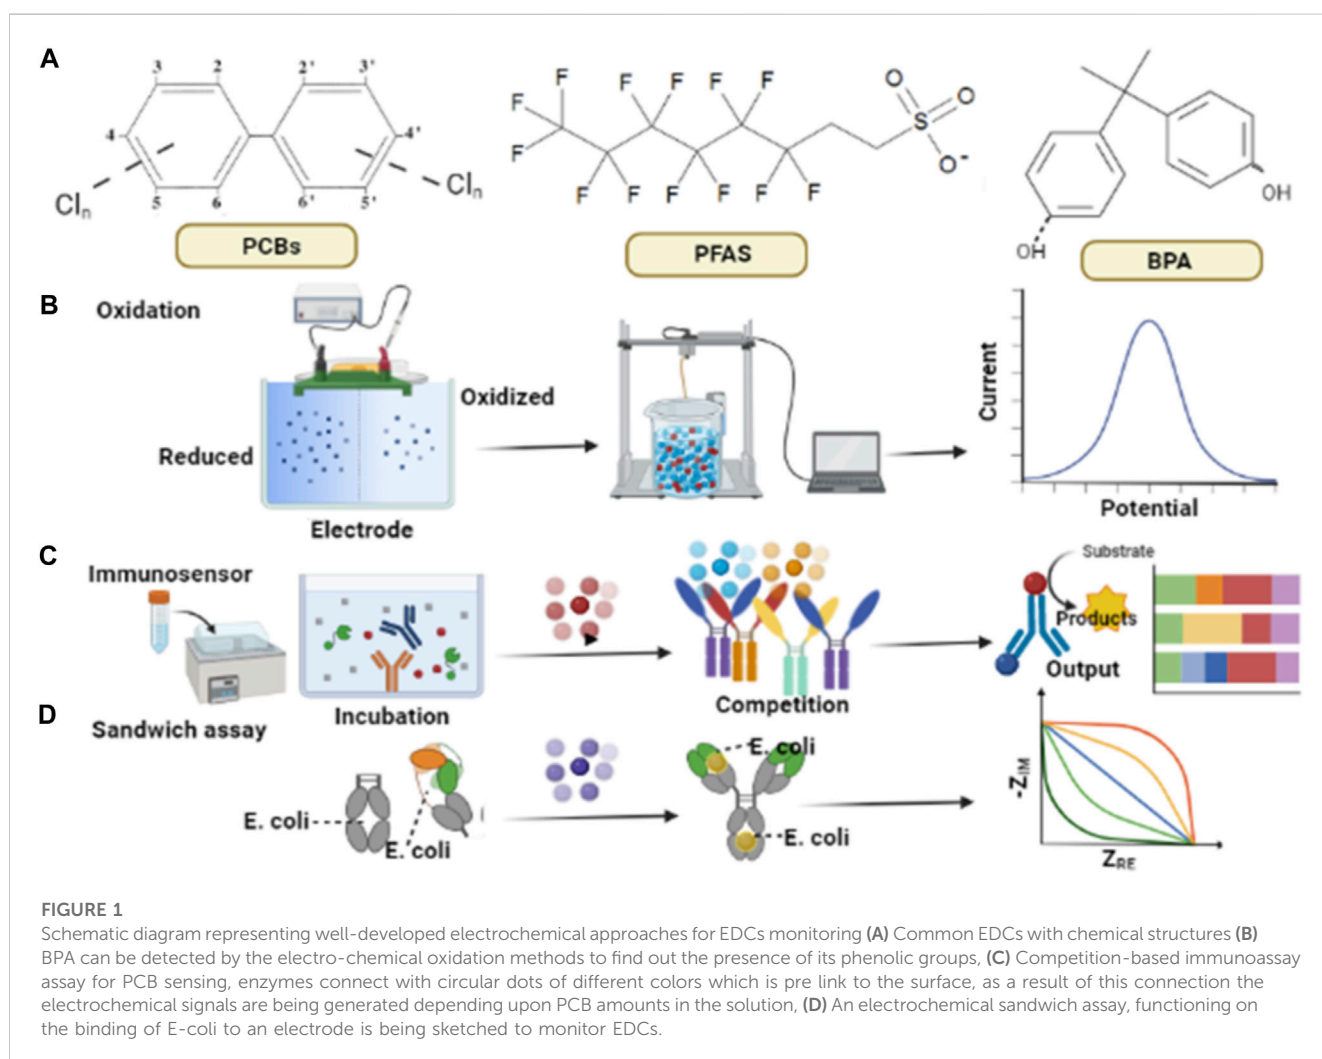 A
3 2 2' 3'
4 4'
5 6 6' 5'
Cln Cln
PCBs
F F F F F F F
F F F F F F
O O
S
O-
PFAS
OH
OH
BPA
B
Oxidation
Oxidized
Reduced
Electrode
Current
Potential
C
Immunosensor
Sandwich assay
Incubation
Competition
Substrate
Products
Output
D
E. coli
E. coli
E. coli
E. coli
-ZIM
ZRE
FIGURE 1
Schematic diagram representing well-developed electrochemical approaches for EDCs monitoring (A) Common EDCs with chemical structures (B)
BPA can be detected by the electro-chemical oxidation methods to find out the presence of its phenolic groups, (C) Competition-based immunoassay
assay for PCB sensing, enzymes connect with circular dots of different colors which is pre link to the surface, as a result of this connection the
electrochemical signals are being generated depending upon PCB amounts in the solution, (D) An electrochemical sandwich assay, functioning on
the binding of E-coli to an electrode is being sketched to monitor EDCs.